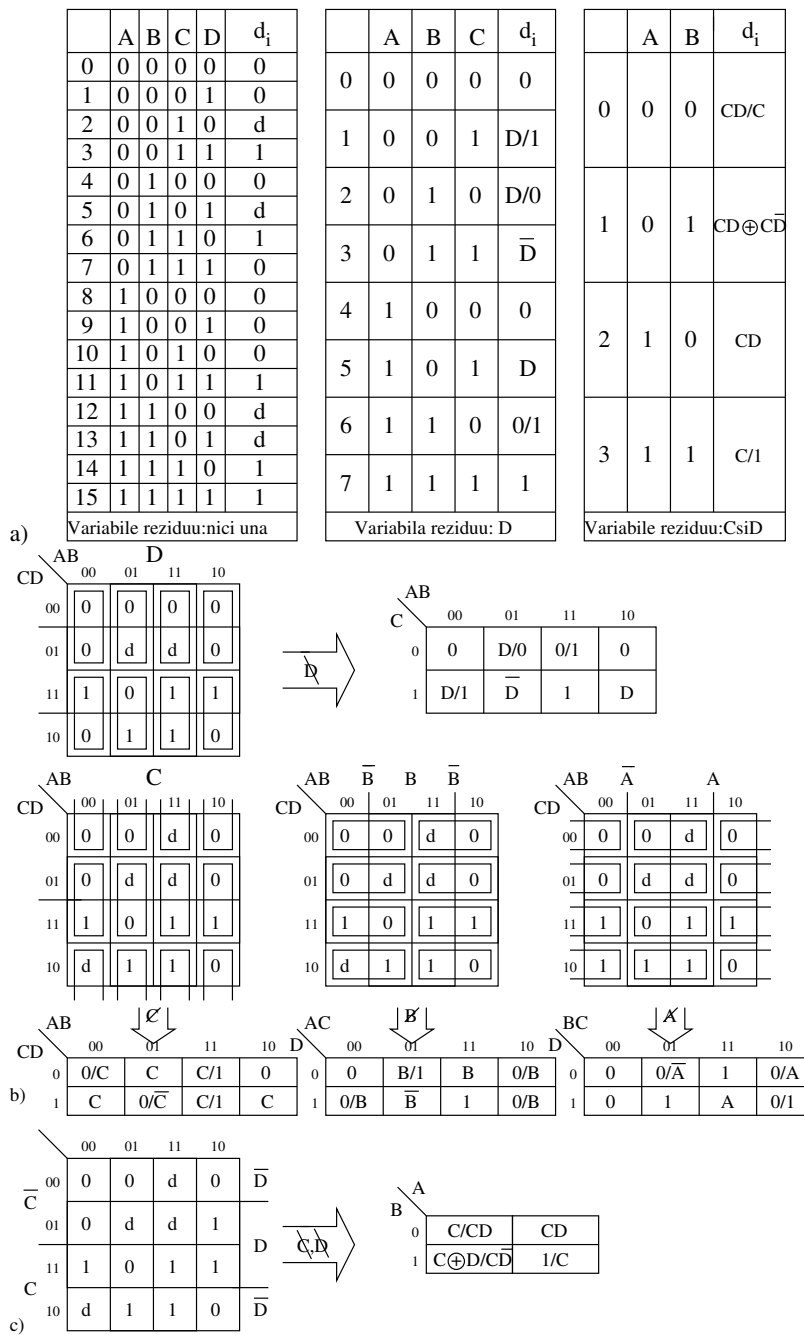 A B C D d_i
0 0 0 0 0 0
1 0 0 0 1 0
2 0 0 1 0 d
3 0 0 1 1 1
4 0 1 0 0 0
5 0 1 0 1 d
6 0 1 1 0 1
7 0 1 1 1 0
8 1 0 0 0 0
9 1 0 0 1 0
10 1 0 1 0 0
11 1 0 1 1 1
12 1 1 0 0 d
13 1 1 0 1 d
14 1 1 1 0 1
15 1 1 1 1 1
Variabile reziduu:nici una
A B C d_i
0 0 0 0 0
1 0 0 1 D/1
2 0 1 0 D/0
3 0 1 1 D̅
4 1 0 0 0
5 1 0 1 D
6 1 1 0 0/1
7 1 1 1 1
Variabila reziduu: D
A B d_i
0 0 0 CD/C
1 0 1 CD⊕CD̅
2 1 0 CD
3 1 1 C/1
Variabile reziduu:CsiD
a)
AB D
CD 00 01 11 10
00 0 0 0 0
01 0 d d 0
11 1 0 1 1
10 0 1 1 0
D̅
AB
C 00 01 11 10
0 0 D/0 0/1 0
1 D/1 D̅ 1 D
AB C
CD 00 01 11 10
00 0 0 d 0
01 0 d d 0
11 1 0 1 1
10 d 1 1 0
C
AB B̅ B B̅
CD 00 01 11 10
00 0 0 d 0
01 0 d d 0
11 1 0 1 1
10 d 1 1 0
B
AB A̅ A
CD 00 01 11 10
00 0 0 d 0
01 0 d d 0
11 1 0 1 1
10 1 1 1 0
A
AB
CD 00 01 11 10
0 0/C C C/1 0
1 C 0/C̅ C/1 C
AC
D 00 01 11 10
0 0 B/1 B 0/B
1 0/B B̅ 1 0/B
BC
D 00 01 11 10
0 0 0/A̅ 1 0/A
1 0 1 A 0/1
b)
00 01 11 10
C̅ 00 0 0 d 0 D̅
01 0 d d 1
D
11 1 0 1 1
C
10 d 1 1 0 D̅
C,D
A
B
0 C/CD CD
1 C⊕D/CD̅ 1/C
c)